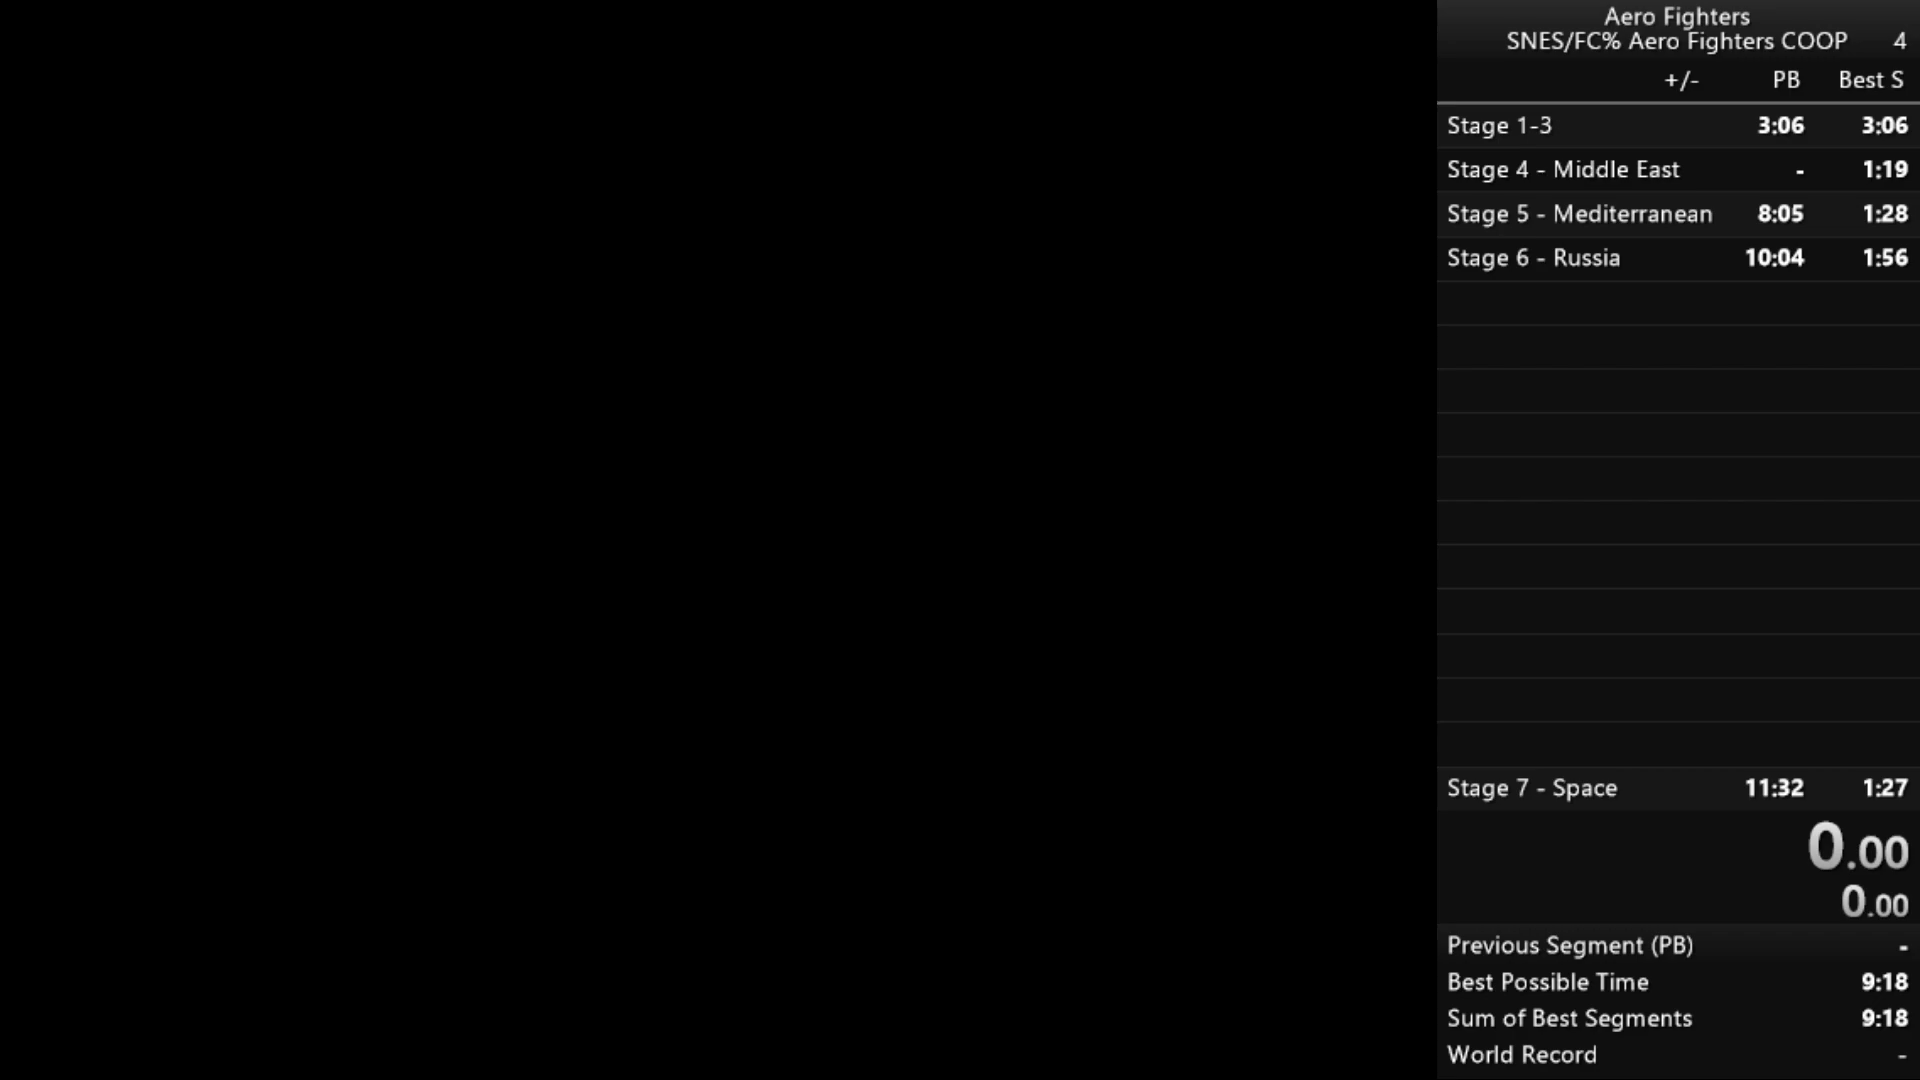 Aero Fighters
SNES/FC% Aero Fighters COOP 4
+/- PB Best S
Stage 1-3 3:06 3:06
Stage 4 - Middle East - 1:19
Stage 5 - Mediterranean 8:05 1:28
Stage 6 - Russia 10:04 1:56
Stage 7 - Space 11:32 1:27
0.00
0.00
Previous Segment (PB) -
Best Possible Time 9:18
Sum of Best Segments 9:18
World Record -